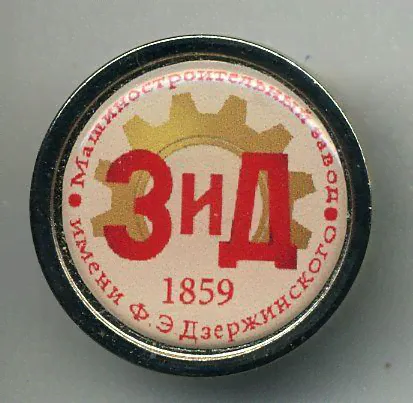 Машиностроительный завод
ЗиД
1859
имени Ф.Э Дзержинского